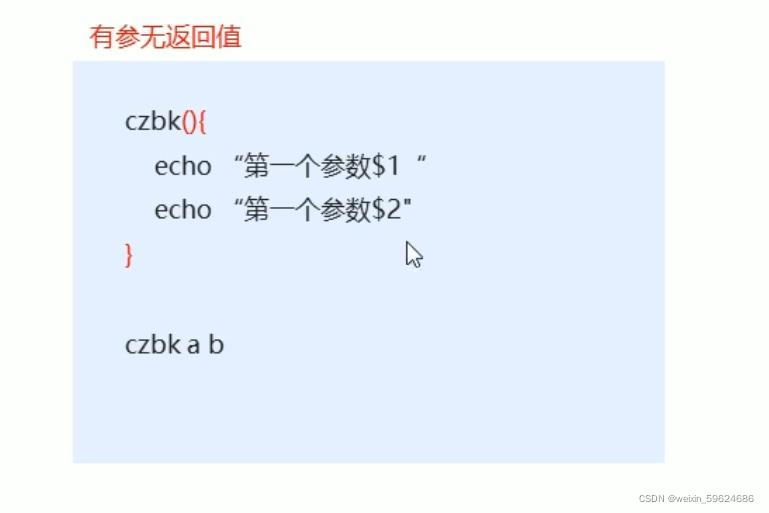 有参无返回值
czbk(){
echo “第一个参数$1 “
echo “第一个参数$2"
}
czbk a b
CSDN @weixin_59624686